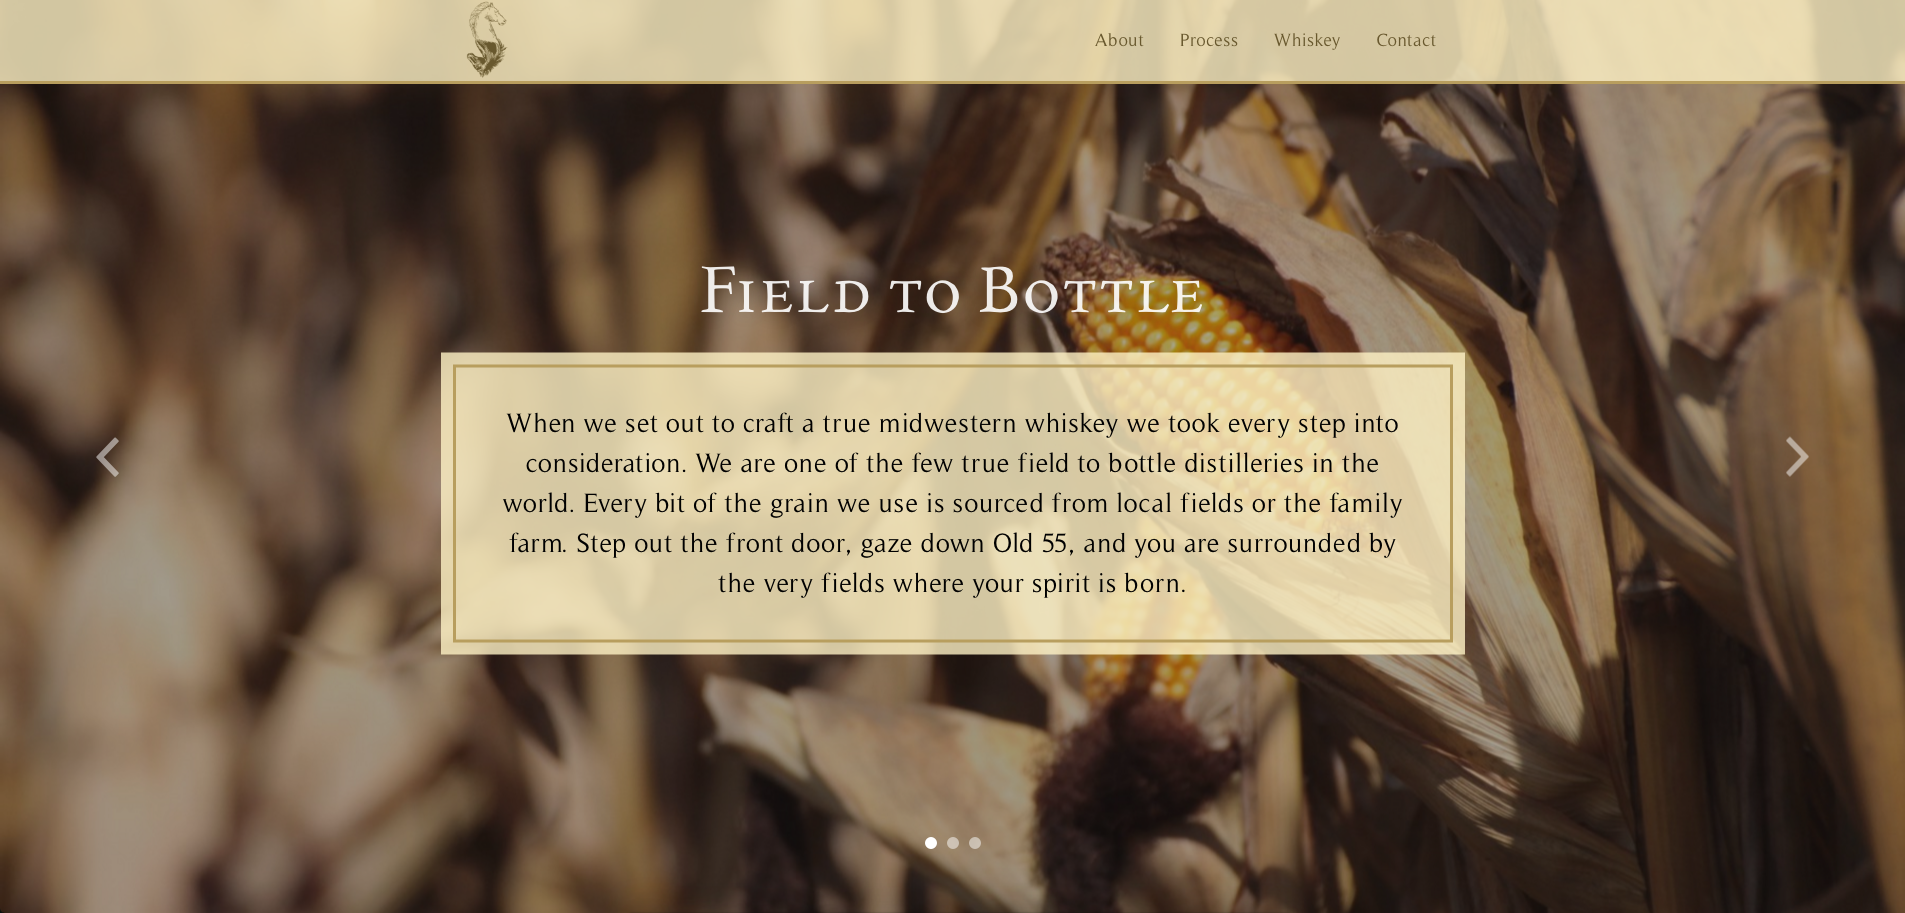 About Process Whiskey Contact
Field to Bottle
When we set out to craft a true midwestern whiskey we took every step into
consideration. We are one of the few true field to bottle distilleries in the
world. Every bit of the grain we use is sourced from local fields or the family
farm. Step out the front door, gaze down Old 55, and you are surrounded by
the very fields where your spirit is born.